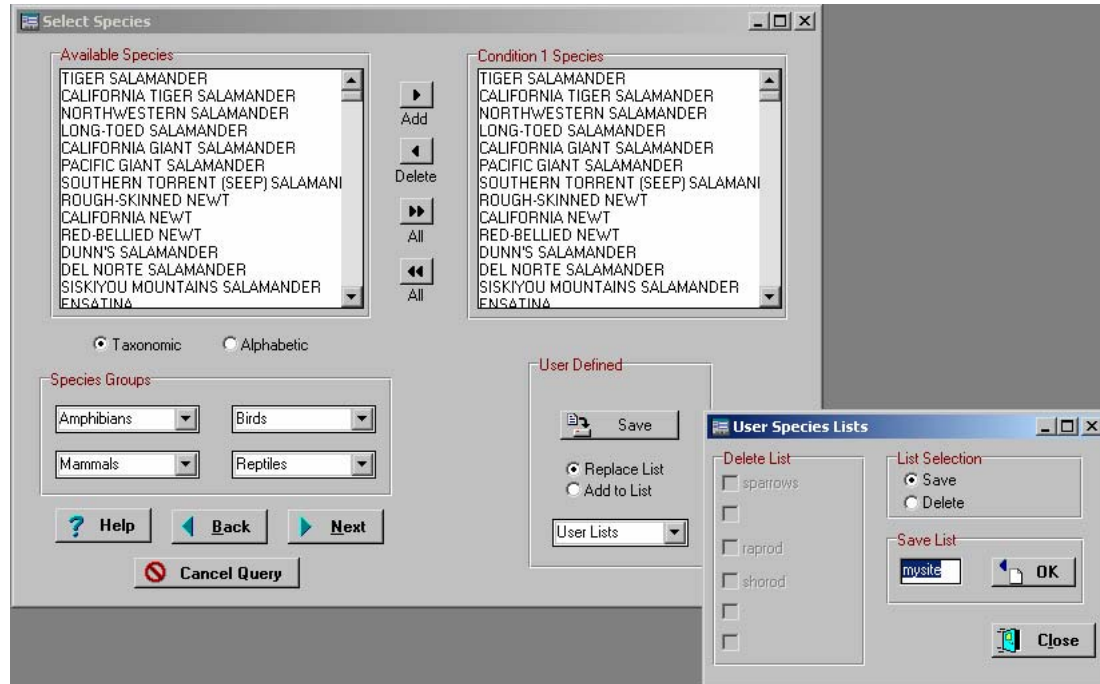 Select Species
Available Species
TIGER SALAMANDER
CALIFORNIA TIGER SALAMANDER
NORTHWESTERN SALAMANDER
LONG-TOED SALAMANDER
CALIFORNIA GIANT SALAMANDER
PACIFIC GIANT SALAMANDER
SOUTHERN TORRENT (SEEP) SALAMANI
ROUGH-SKINNED NEWT
CALIFORNIA NEWT
RED-BELLIED NEWT
DUNN'S SALAMANDER
DEL NORTE SALAMANDER
SISKIYOU MOUNTAINS SALAMANDER
ENSATINA
Add
Delete
All
All
Condition 1 Species
TIGER SALAMANDER
CALIFORNIA TIGER SALAMANDER
NORTHWESTERN SALAMANDER
LONG-TOED SALAMANDER
CALIFORNIA GIANT SALAMANDER
PACIFIC GIANT SALAMANDER
SOUTHERN TORRENT (SEEP) SALAMANI
ROUGH-SKINNED NEWT
CALIFORNIA NEWT
RED-BELLIED NEWT
DUNN'S SALAMANDER
DEL NORTE SALAMANDER
SISKIYOU MOUNTAINS SALAMANDER
ENSATINA
Taxonomic
Alphabetic
Species Groups
Amphibians
Birds
Mammals
Reptiles
Help
Back
Next
Cancel Query
User Defined
Save
Replace List
Add to List
User Lists
User Species Lists
Delete List
sparrows
raprod
shorod
List Selection
Save
Delete
Save List
mysite
OK
Close